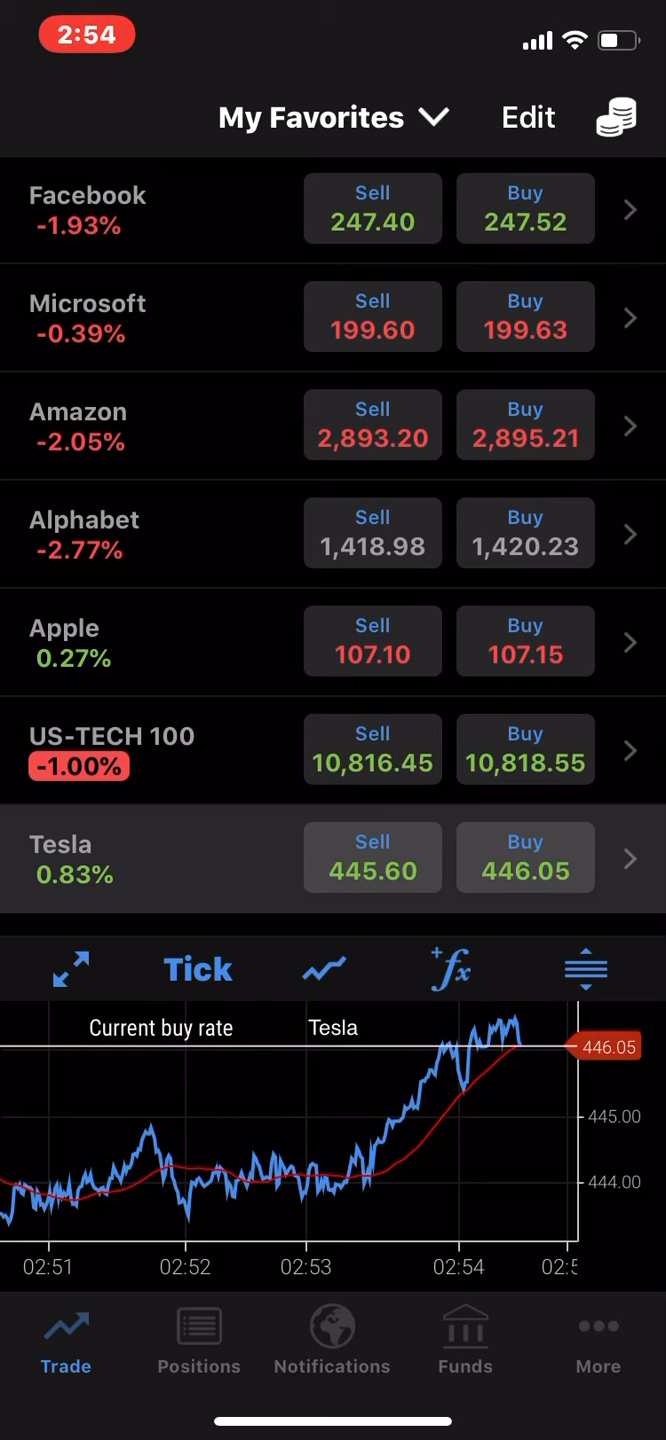 2:54
My Favorites Edit
Facebook Sell Buy
-1.93% 247.40 247.52
Microsoft Sell Buy
-0.39% 199.60 199.63
Amazon Sell Buy
-2.05% 2,893.20 2,895.21
Alphabet Sell Buy
-2.77% 1,418.98 1,420.23
Apple Sell Buy
0.27% 107.10 107.15
US-TECH 100 Sell Buy
-1.00% 10,816.45 10,818.55
Tesla Sell Buy
0.83% 445.60 446.05
Tick +fx
Current buy rate Tesla
446.05
445.00
444.00
02:51 02:52 02:53 02:54 02:5
Trade Positions Notifications Funds More